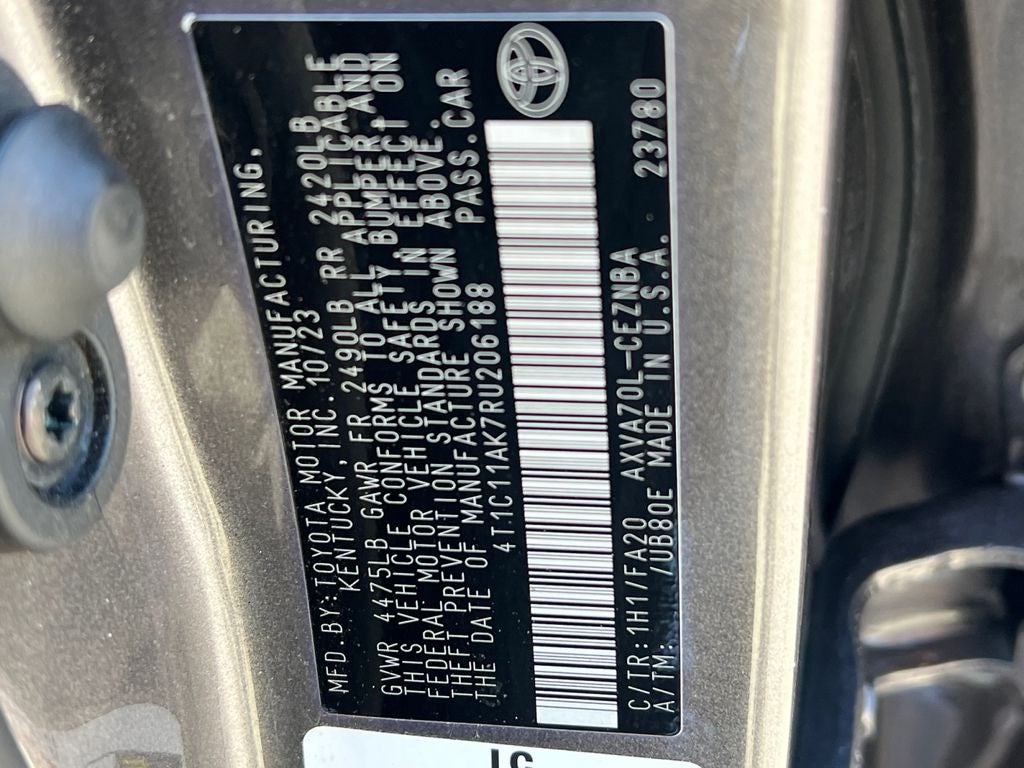 MFD.BY:TOYOTA MOTOR MANUFACTURING,
KENTUCKY, INC. 10/23
GVWR 4475LB GAWR FR 2490LB RR 2420LB
THIS VEHICLE CONFORMS TO ALL APPLICABLE
FEDERAL MOTOR VEHICLE SAFETY,BUMPER,AND
THEFT PREVENTION STANDARDS IN EFFECT ON
THE DATE OF MANUFACTURE SHOWN ABOVE.
4T1C11AK7RU206188 PASS.CAR
C/TR:1H1/FA20 AXVA70L-CEZNBA 23780
A/TM: /UB80E MADE IN U.S.A.